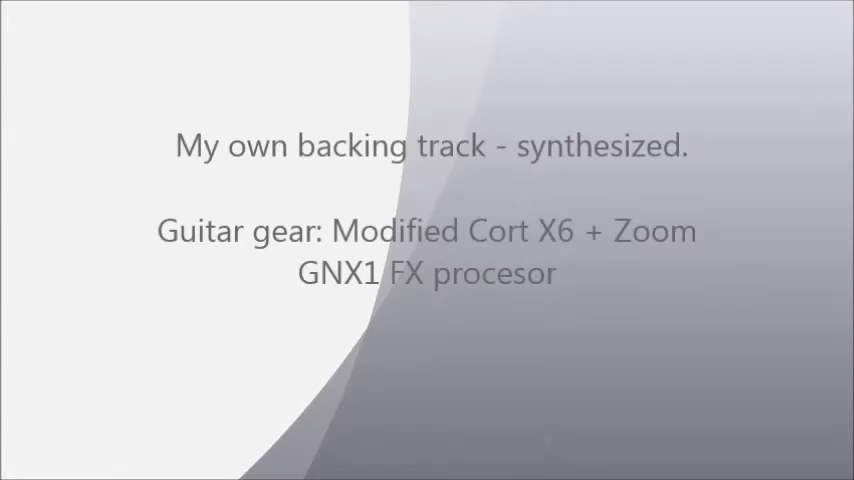 My own backing track - synthesized.
Guitar gear: Modified Cort X6 + Zoom
GNX1 FX procesor